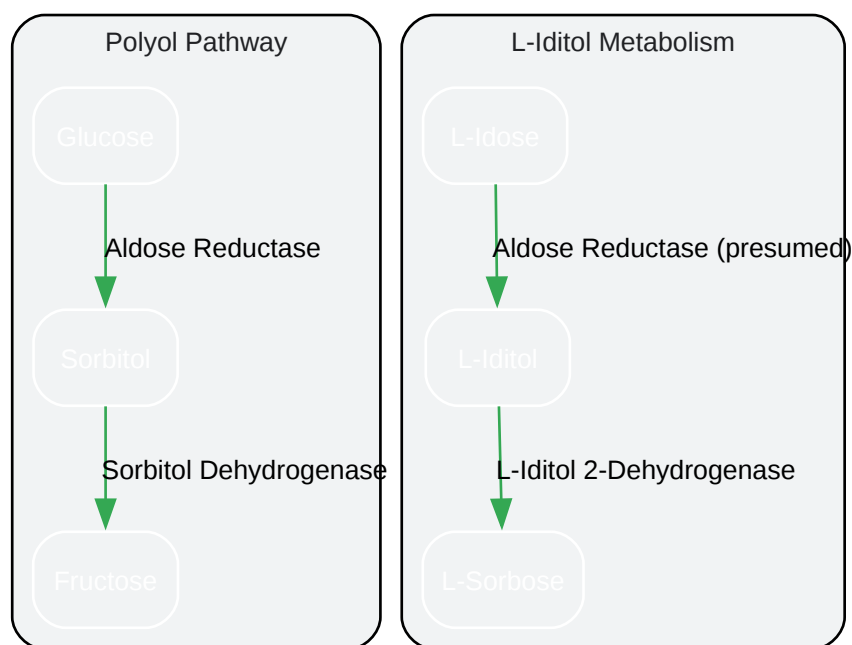 Polyol Pathway
Glucose
Aldose Reductase
Sorbitol
Sorbitol Dehydrogenase
Fructose
L-Iditol Metabolism
L-Idose
Aldose Reductase (presumed)
L-Iditol
L-Iditol 2-Dehydrogenase
L-Sorbose